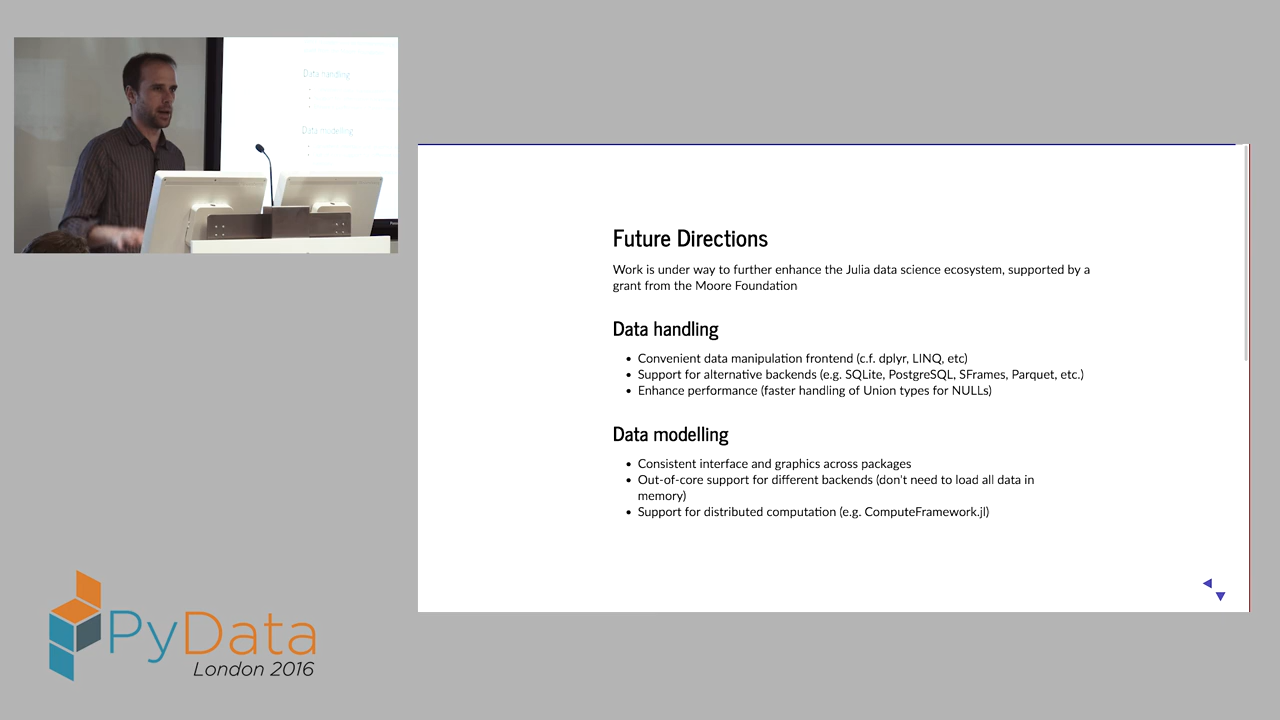 Data handling
Data modelling
Future Directions
Work is under way to further enhance the Julia data science ecosystem, supported by a
grant from the Moore Foundation
Data handling
• Convenient data manipulation frontend (c.f. dplyr, LINQ, etc)
• Support for alternative backends (e.g. SQLite, PostgreSQL, SFrames, Parquet, etc.)
• Enhance performance (faster handling of Union types for NULLs)
Data modelling
• Consistent interface and graphics across packages
• Out-of-core support for different backends (don't need to load all data in
memory)
• Support for distributed computation (e.g. ComputeFramework.jl)
PyData
London 2016